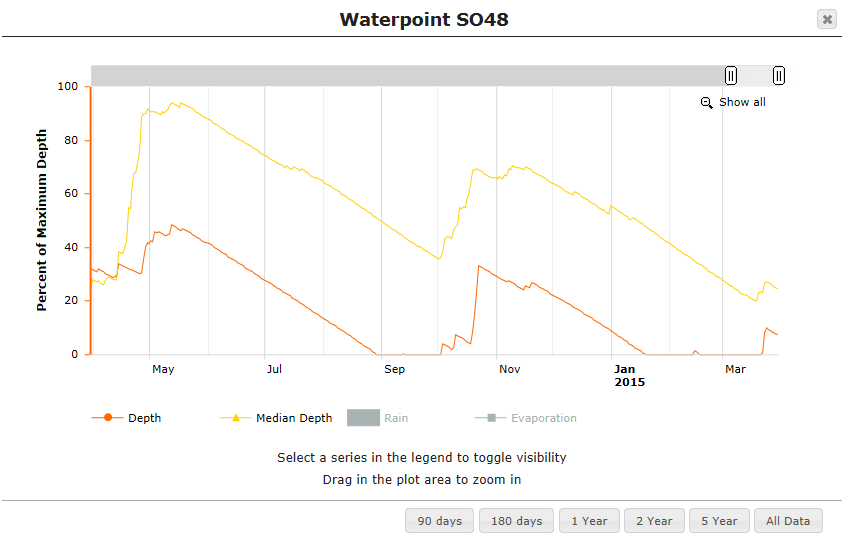 Waterpoint SO48
Show all
Percent of Maximum Depth
100
80
60
40
20
0
May
Jul
Sep
Nov
Jan
2015
Mar
Depth
Median Depth
Rain
Evaporation
Select a series in the legend to toggle visibility
Drag in the plot area to zoom in
90 days
180 days
1 Year
2 Year
5 Year
All Data